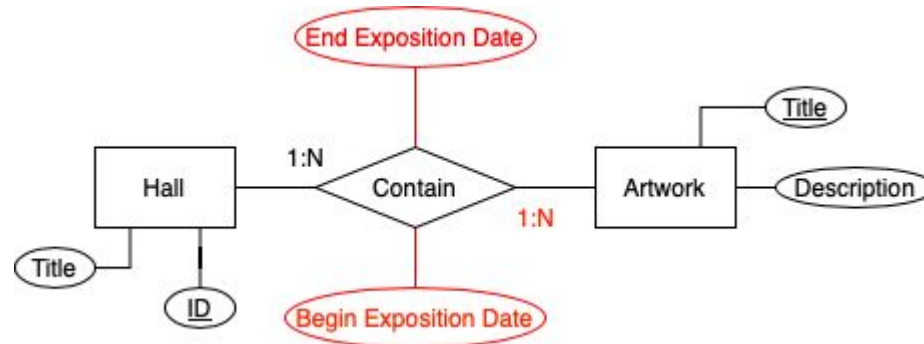 End Exposition Date
Title
1:N
Hall
Contain
Artwork
Description
1:N
Title
ID
Begin Exposition Date